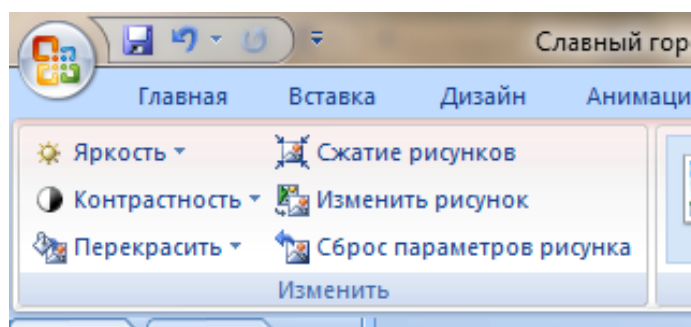 Славный гор
Главная Вставка Дизайн Анимаци
Яркость Сжатие рисунков
Контрастность Изменить рисунок
Перекрасить Сброс параметров рисунка
Изменить